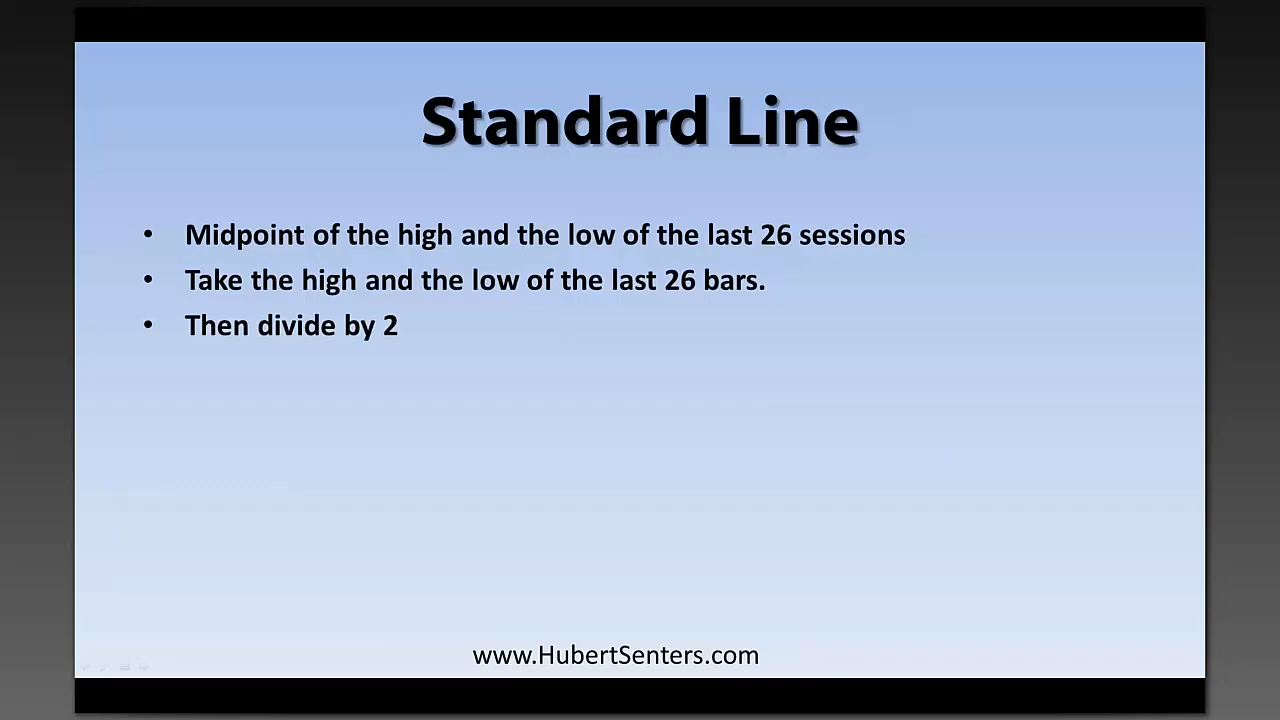 Standard Line
• Midpoint of the high and the low of the last 26 sessions
• Take the high and the low of the last 26 bars.
• Then divide by 2
www.HubertSenters.com